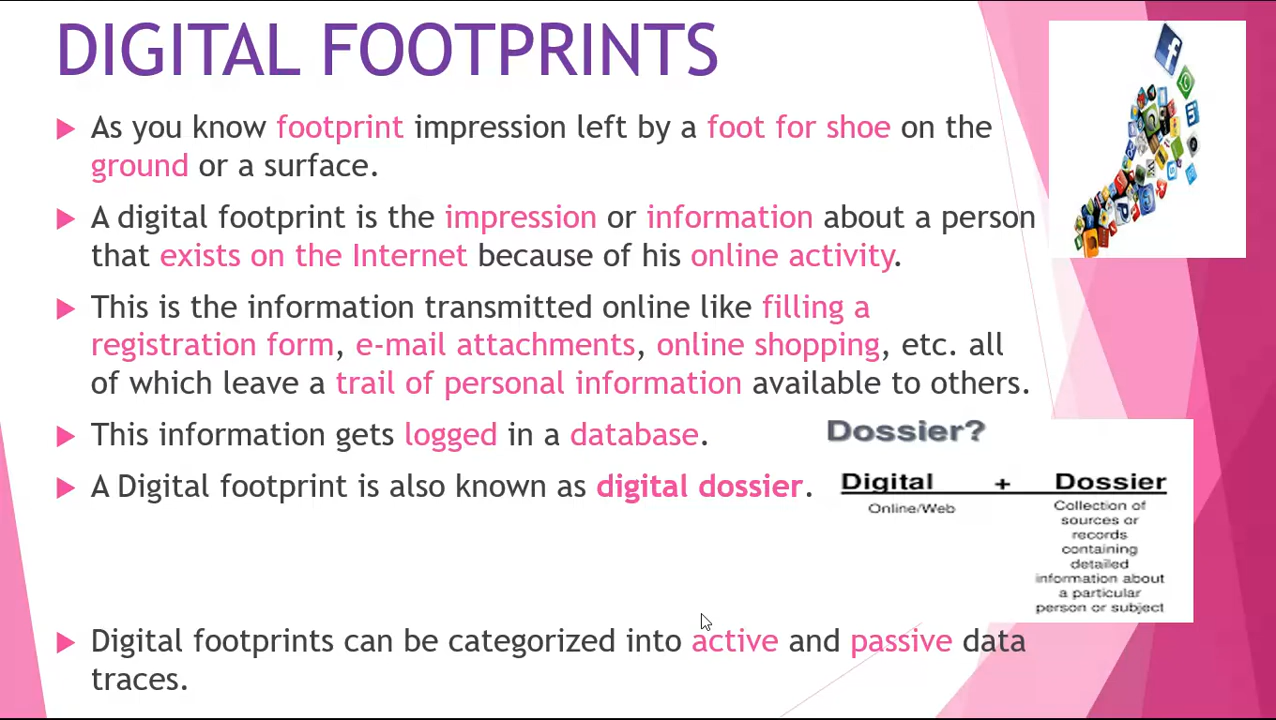 DIGITAL FOOTPRINTS
As you know footprint impression left by a foot for shoe on the
ground or a surface.
A digital footprint is the impression or information about a person
that exists on the Internet because of his online activity.
This is the information transmitted online like filling a
registration form, e-mail attachments, online shopping, etc. all
of which leave a trail of personal information available to others.
This information gets logged in a database.
A Digital footprint is also known as digital dossier.
Dossier?
Digital + Dossier
Online/Web
Collection of
sources or
records
containing
detailed
information about
a particular
person or subject
Digital footprints can be categorized into active and passive data
traces.